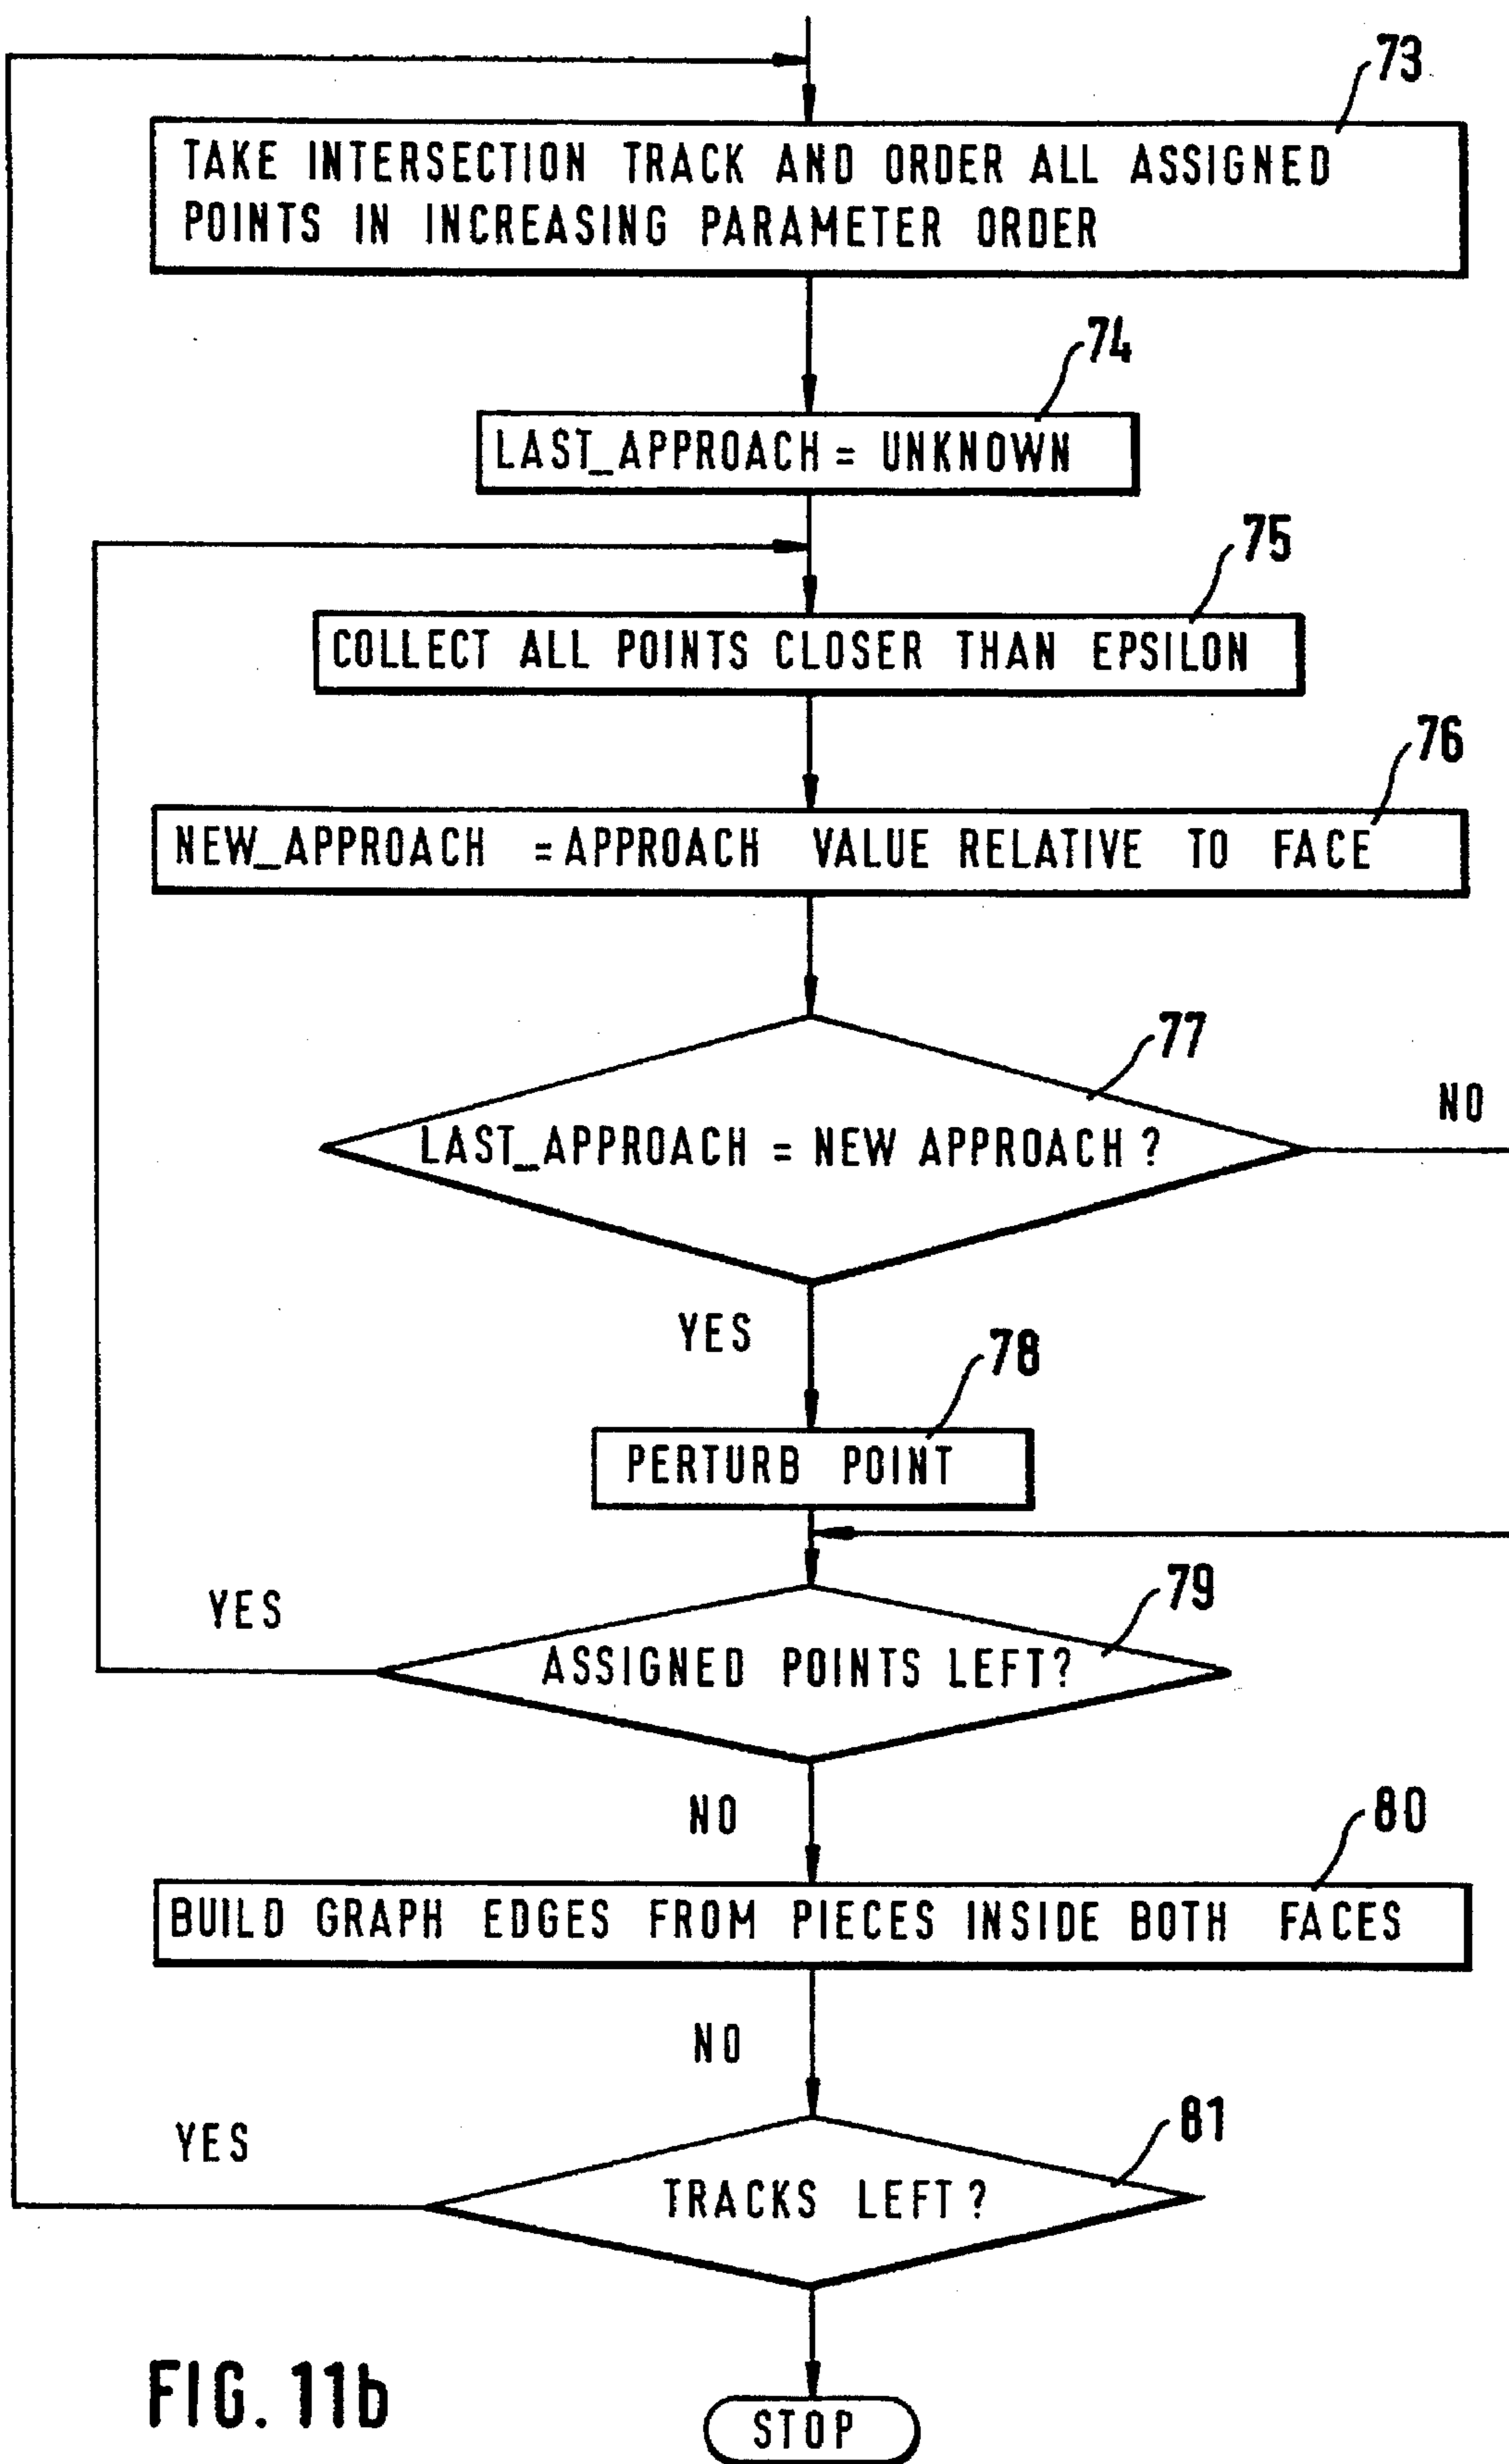 73
TAKE INTERSECTION TRACK AND ORDER ALL ASSIGNED
POINTS IN INCREASING PARAMETER ORDER
74
LAST_APPROACH = UNKNOWN
75
COLLECT ALL POINTS CLOSER THAN EPSILON
76
NEW_APPROACH = APPROACH VALUE RELATIVE TO FACE
77
NO
LAST_APPROACH = NEW APPROACH ?
YES
78
PERTURB POINT
79
YES
ASSIGNED POINTS LEFT?
NO
80
BUILD GRAPH EDGES FROM PIECES INSIDE BOTH FACES
NO
81
YES
TRACKS LEFT ?
FIG. 11b
STOP